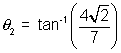 θ₂ = tan⁻¹(4√2/7)